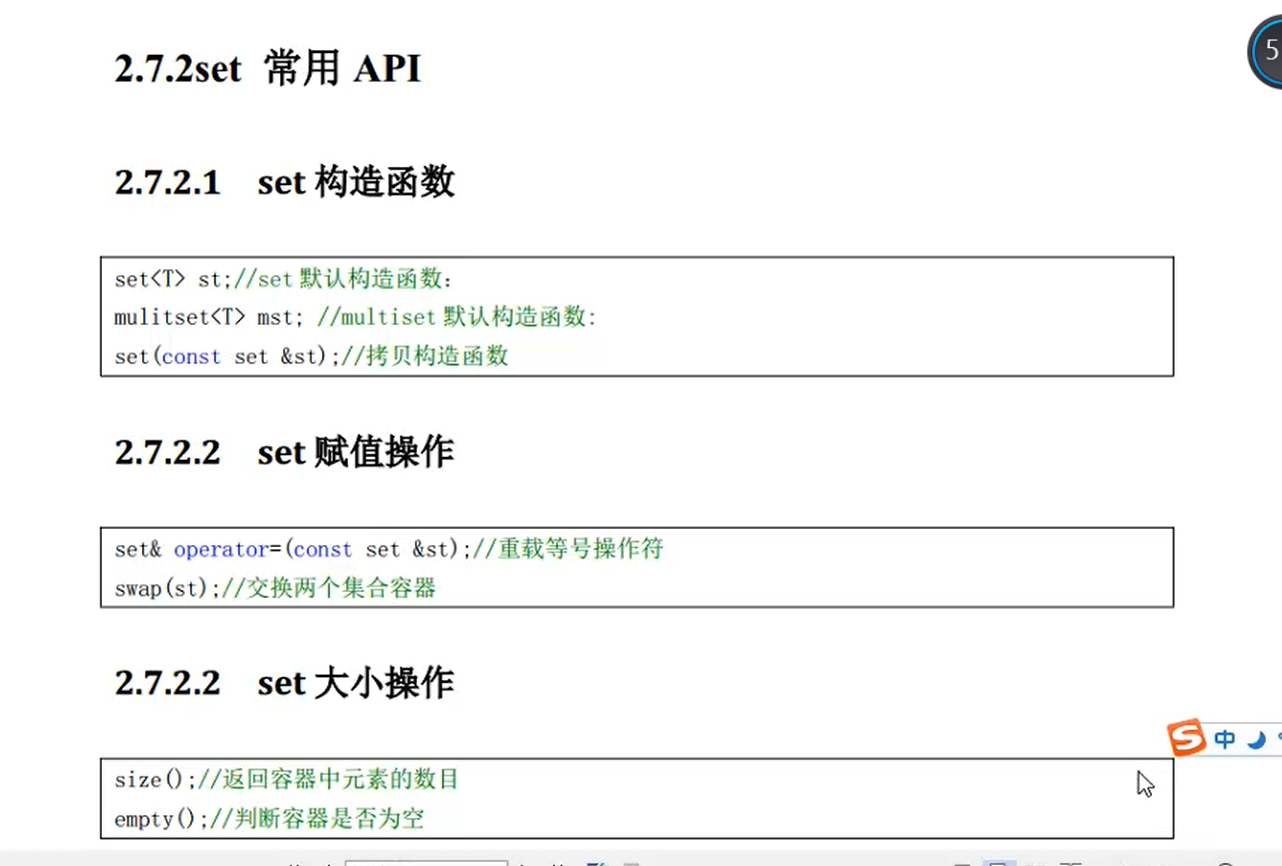 2.7.2set 常用 API
2.7.2.1 set 构造函数
set<T> st;//set 默认构造函数：
mulitset<T> mst; //multiset 默认构造函数:
set(const set &st);//拷贝构造函数
2.7.2.2 set 赋值操作
set& operator=(const set &st);//重载等号操作符
swap(st);//交换两个集合容器
2.7.2.2 set 大小操作
size();//返回容器中元素的数目
empty();//判断容器是否为空
5
S 中